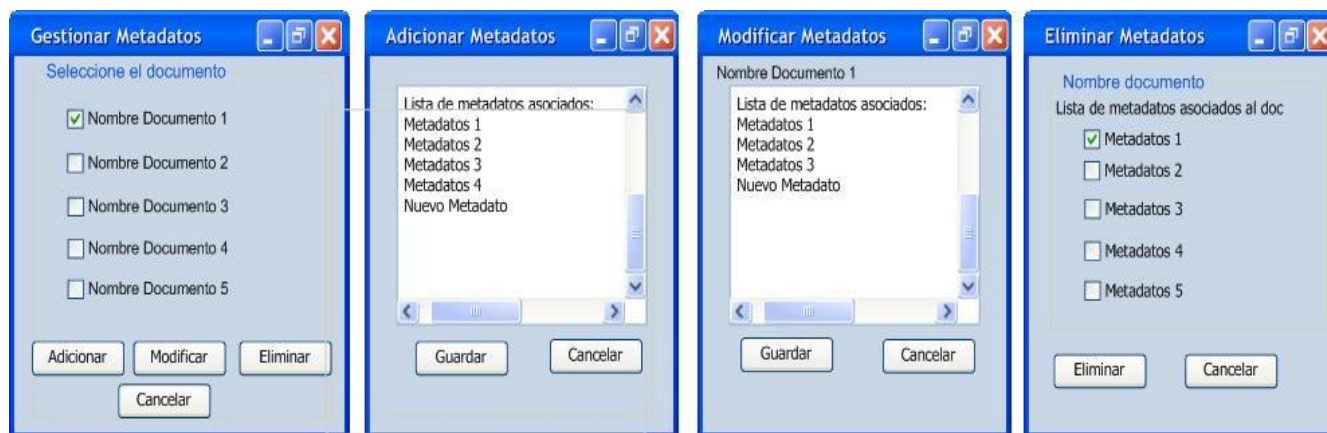 Gestionar Metadatos
Seleccione el documento
Nombre Documento 1
Nombre Documento 2
Nombre Documento 3
Nombre Documento 4
Nombre Documento 5
Adicionar
Modificar
Eliminar
Cancelar
Adicionar Metadatos
Lista de metadatos asociados:
Metadatos 1
Metadatos 2
Metadatos 3
Metadatos 4
Nuevo Metadato
Guardar
Cancelar
Modificar Metadatos
Nombre Documento 1
Lista de metadatos asociados:
Metadatos 1
Metadatos 2
Metadatos 3
Nuevo Metadato
Guardar
Cancelar
Eliminar Metadatos
Nombre documento
Lista de metadatos asociados al doc
Metadatos 1
Metadatos 2
Metadatos 3
Metadatos 4
Metadatos 5
Eliminar
Cancelar